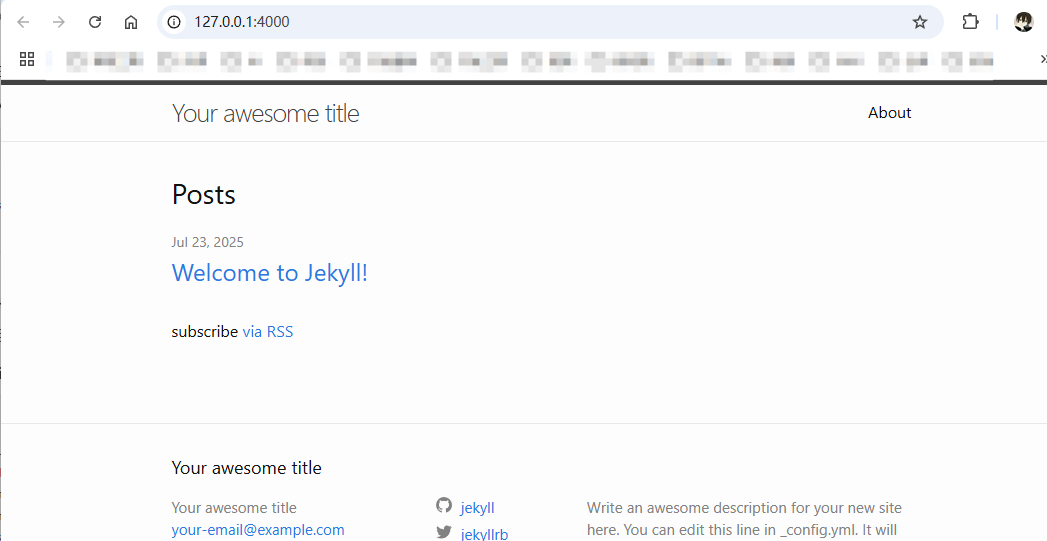 127.0.0.1:4000
Your awesome title
About
Posts
Jul 23, 2025
Welcome to Jekyll!
subscribe via RSS
Your awesome title
Your awesome title
your-email@example.com
jekyll
jekyllrb
Write an awesome description for your new site
here. You can edit this line in _config.yml. It will